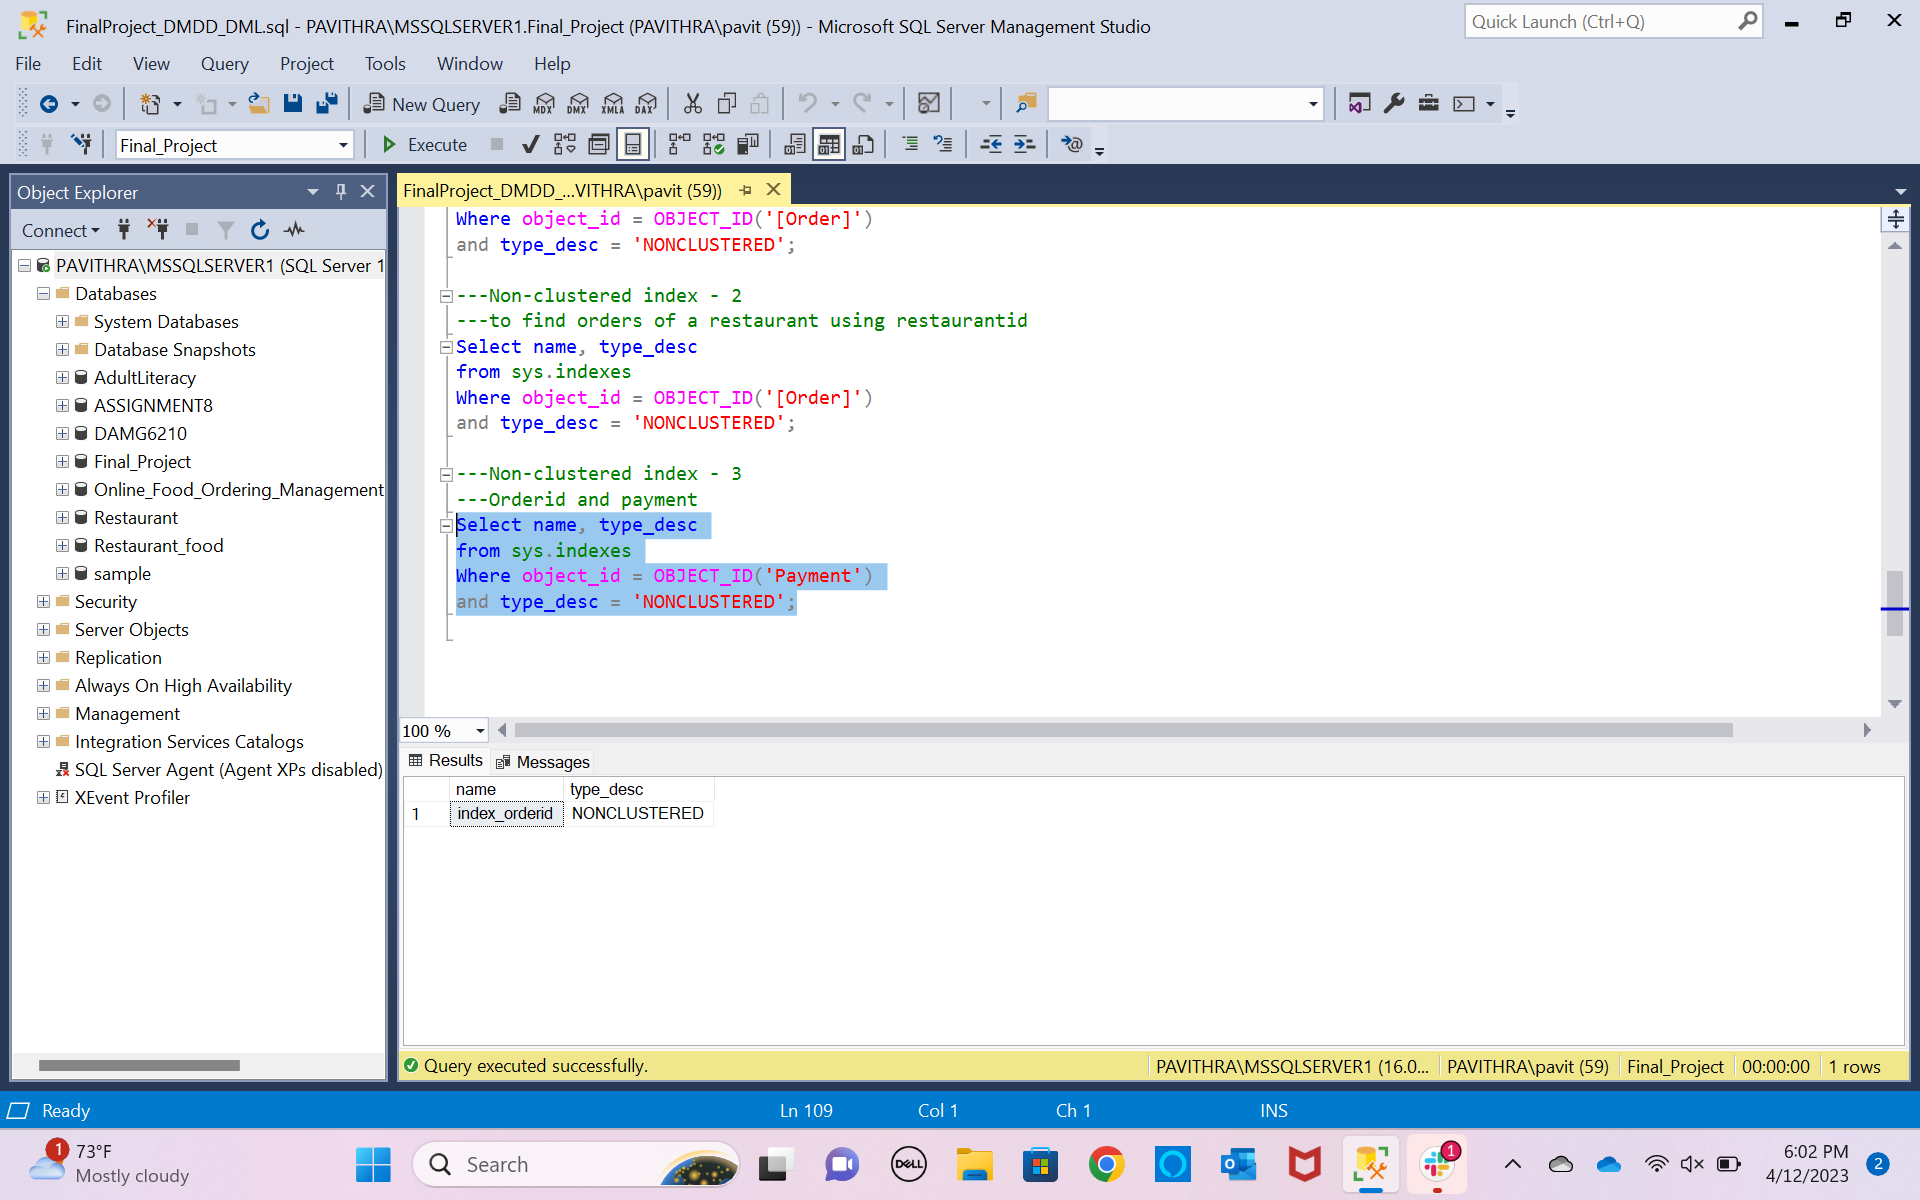 FinalProject_DMDD_DML.sql - PAVITHRA\MSSQLSERVER1.Final_Project (PAVITHRA\pavit (59)) - Microsoft SQL Server Management Studio
Quick Launch (Ctrl+Q)
File Edit View Query Project Tools Window Help
New Query MDX DMX XMLA DAX
Final_Project Execute
Object Explorer
Connect
PAVITHRA\MSSQLSERVER1 (SQL Server 1
Databases
System Databases
Database Snapshots
AdultLiteracy
ASSIGNMENT8
DAMG6210
Final_Project
Online_Food_Ordering_Management
Restaurant
Restaurant_food
sample
Security
Server Objects
Replication
Always On High Availability
Management
Integration Services Catalogs
SQL Server Agent (Agent XPs disabled)
XEvent Profiler
FinalProject_DMDD_...VITHRA\pavit (59))
Where object_id = OBJECT_ID('[Order]')
and type_desc = 'NONCLUSTERED';
---Non-clustered index - 2
---to find orders of a restaurant using restaurantid
Select name, type_desc
from sys.indexes
Where object_id = OBJECT_ID('[Order]')
and type_desc = 'NONCLUSTERED';
---Non-clustered index - 3
---Orderid and payment
Select name, type_desc
from sys.indexes
Where object_id = OBJECT_ID('Payment')
and type_desc = 'NONCLUSTERED';
100 %
Results Messages
name type_desc
1 index_orderid NONCLUSTERED
Query executed successfully. PAVITHRA\MSSQLSERVER1 (16.0... PAVITHRA\pavit (59) Final_Project 00:00:00 1 rows
Ready Ln 109 Col 1 Ch 1 INS
1 73°F
Mostly cloudy
Search
DELL
1
6:02 PM
4/12/2023
2